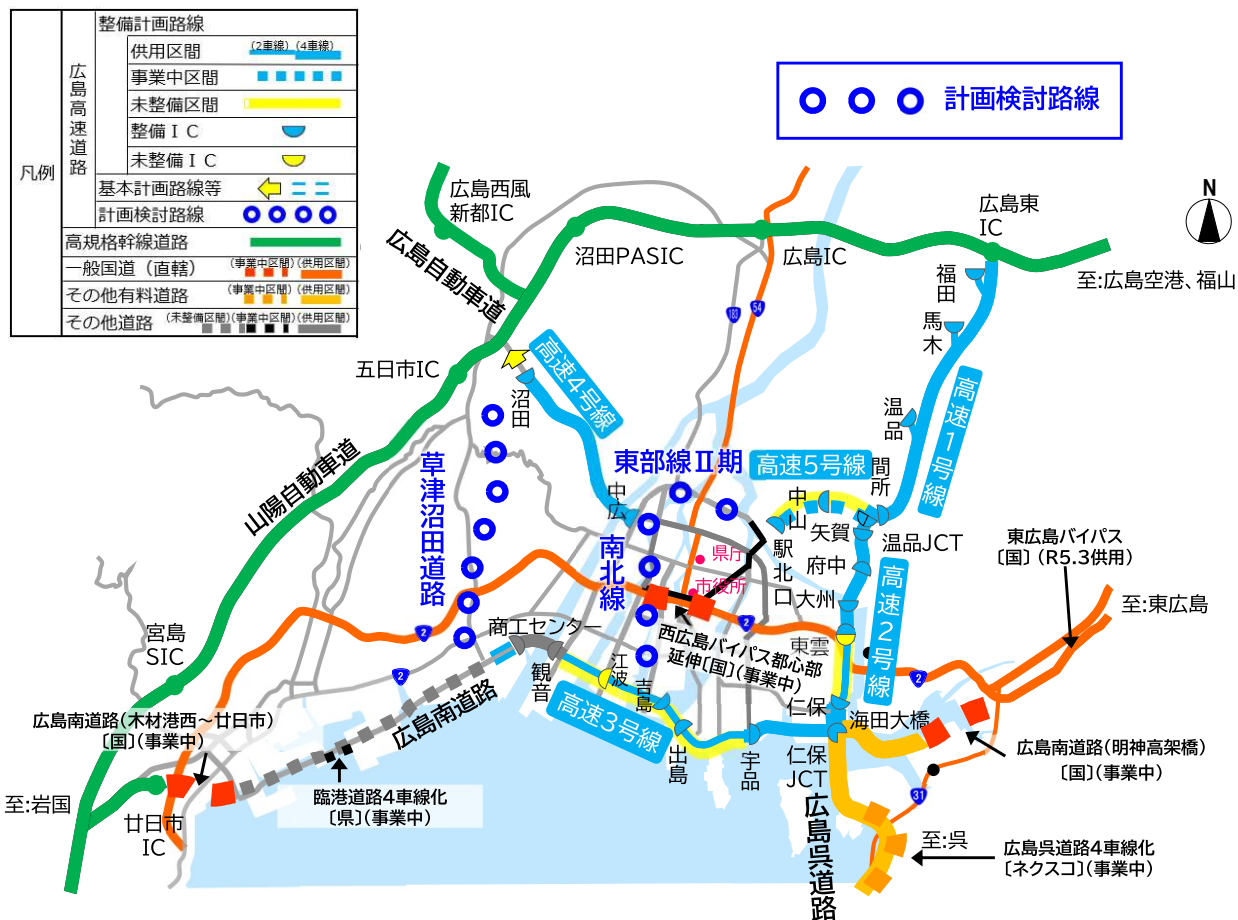 凡例
広島高速道路
整備計画路線
供用区間
(2車線)
(4車線)
事業中区間
未整備区間
整備IC
未整備IC
基本計画路線等
計画検討路線
高規格幹線道路
一般国道（直轄）
(事業中区間)
(供用区間)
その他有料道路
(事業中区間)
(供用区間)
その他道路
(未整備区間)
(事業中区間)
(供用区間)
計画検討路線
N
広島西風
新都IC
広島自動車道
沼田PASIC
広島IC
広島東
IC
至:広島空港、福山
福田
馬木
183
54
五日市IC
高速4号線
沼田
温品
高速1号線
山陽自動車道
草津沼田道路
東部線Ⅱ期
高速5号線
間所
中広
中山
矢賀
温品JCT
南北線
県庁
駅北口
府中
東広島バイパス
〔国〕（R5.3供用）
市役所
大州
高速2号線
至:東広島
宮島
SIC
2
商工センター
2
西広島バイパス都心部
延伸〔国〕(事業中)
東雲
2
2
観音
江波
吉島
広島南道路
高速3号線
仁保
海田大橋
広島南道路(木材港西～廿日市)
〔国〕(事業中)
出島
宇品
仁保
JCT
広島南道路(明神高架橋)
〔国〕(事業中)
臨港道路4車線化
〔県〕(事業中)
31
至:岩国
廿日市
IC
広島呉道路
至:呉
広島呉道路4車線化
〔ネクスコ〕(事業中)